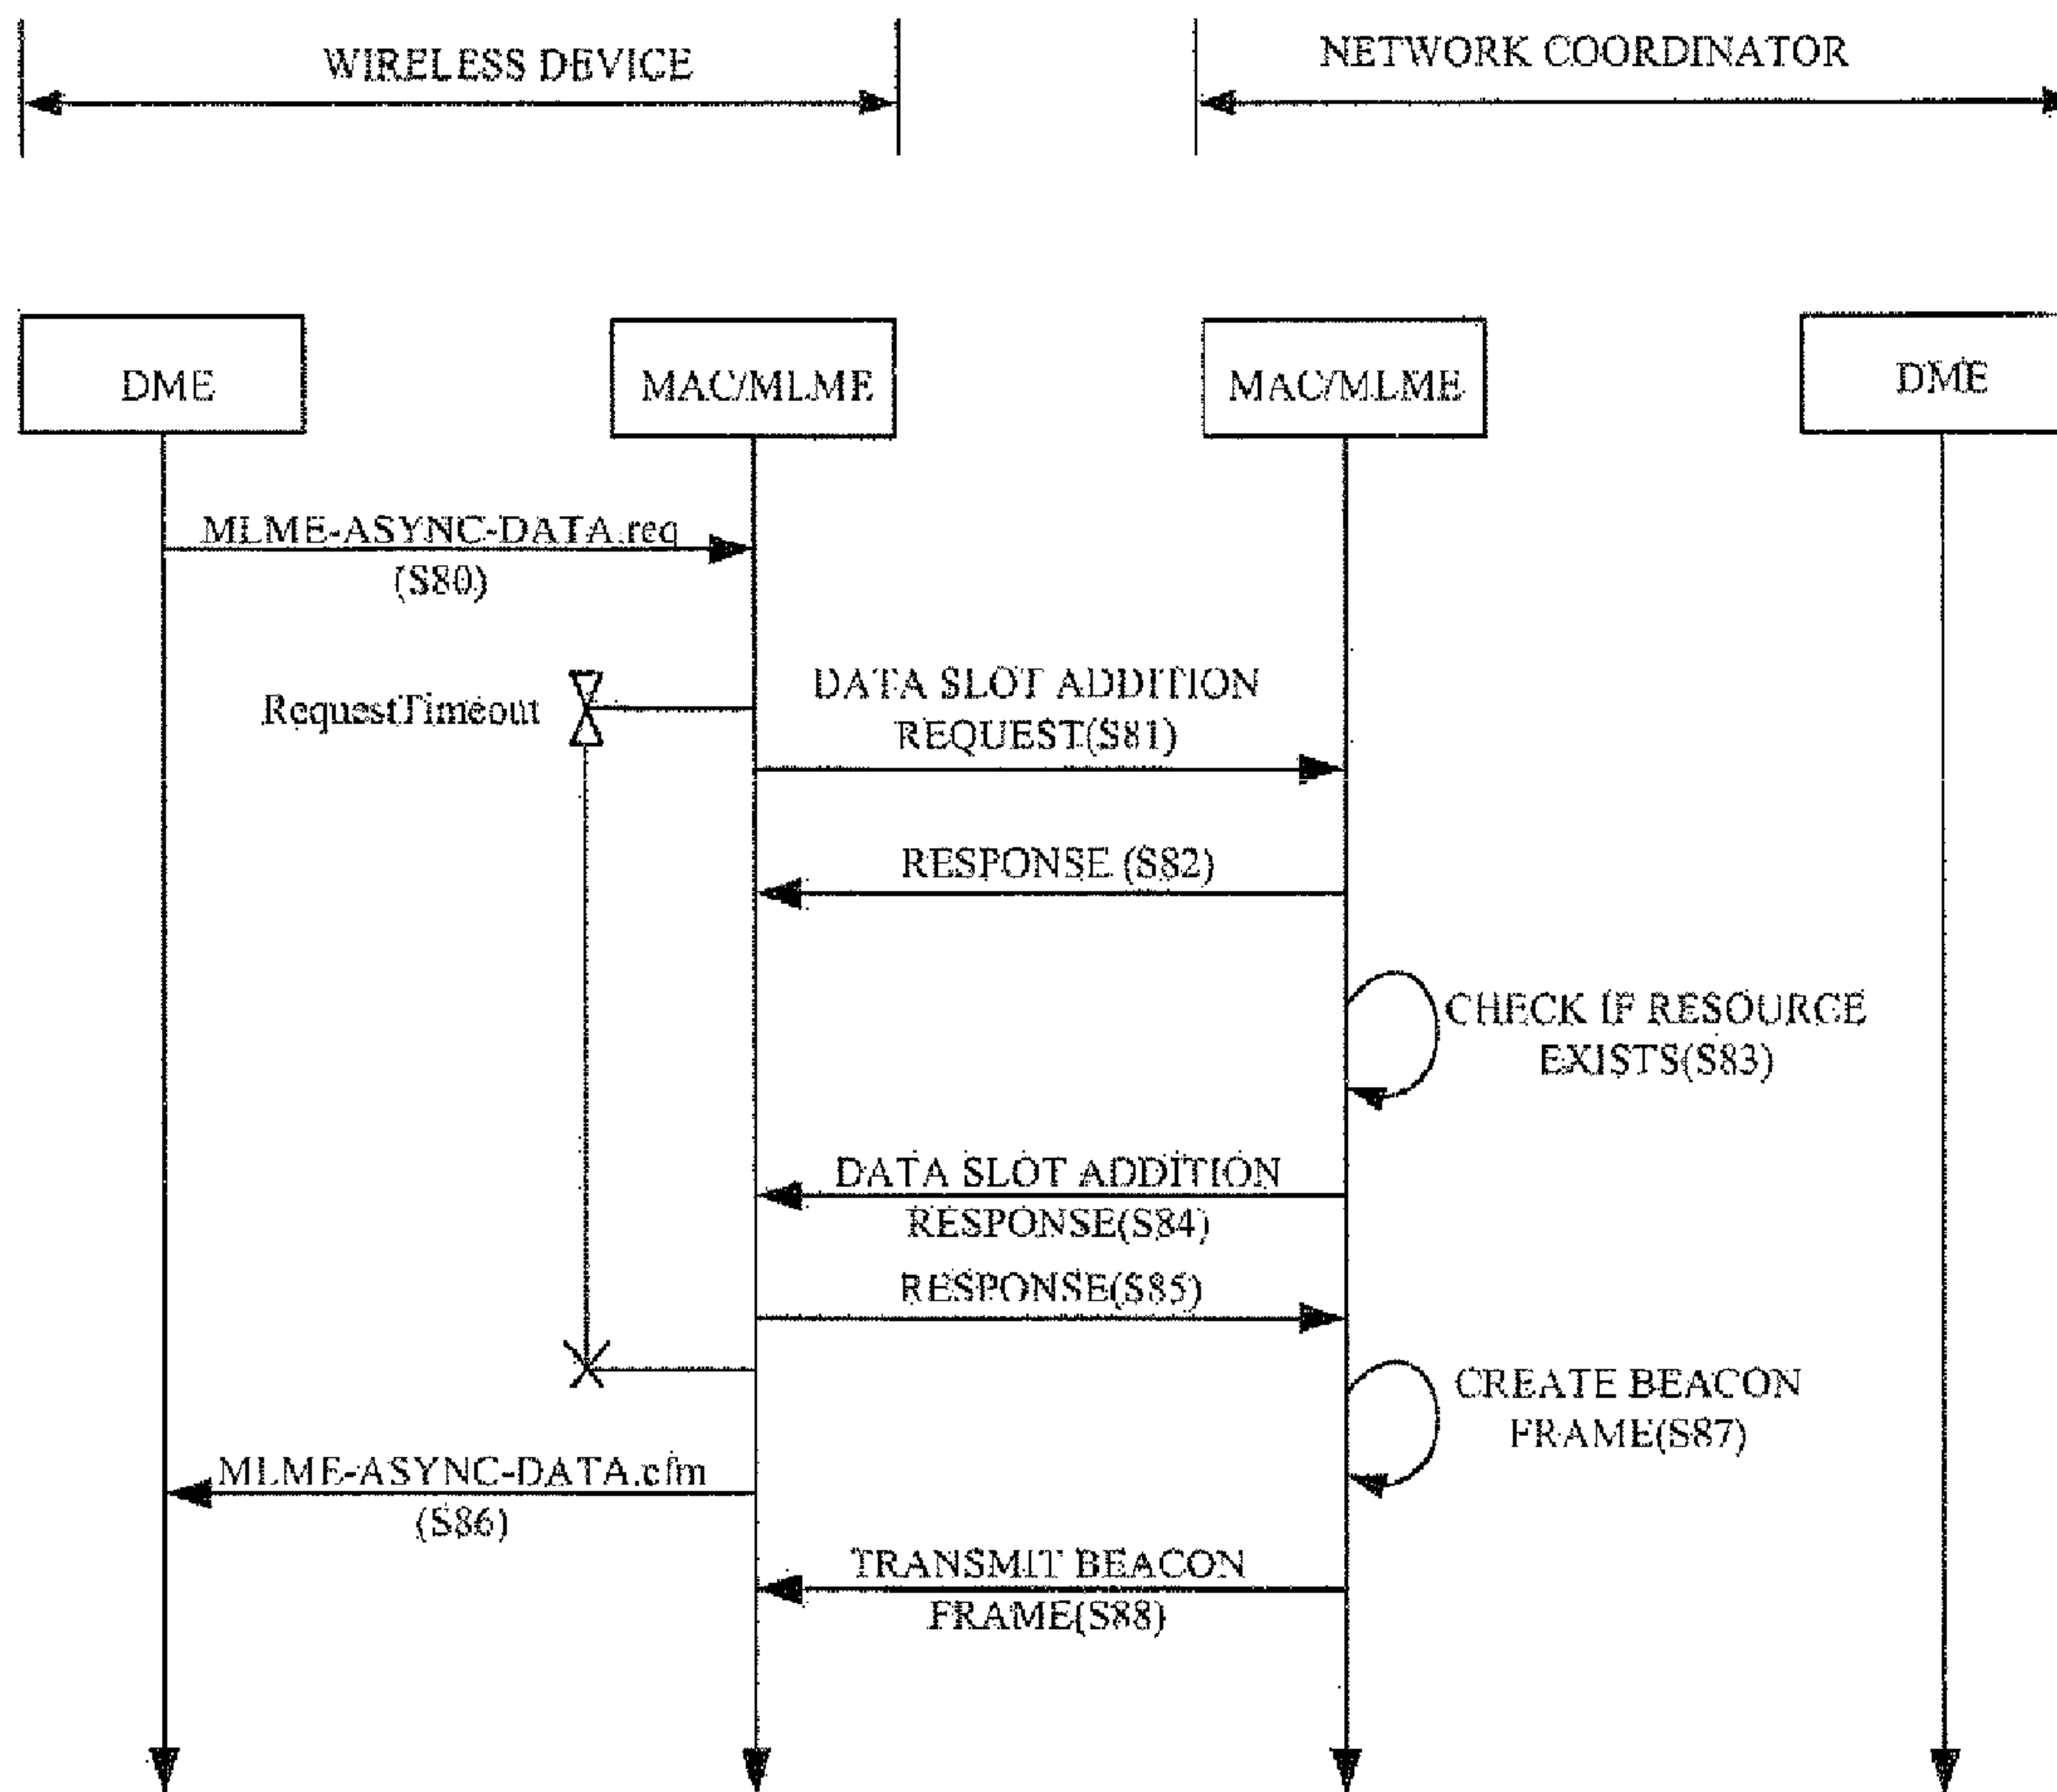 WIRELESS DEVICE
NETWORK COORDINATOR
DME
MAC/MLME
MAC/MLME
DME
MLME-ASYNC-DATA.req
(S80)
RequestTimeout
DATA SLOT ADDITION
REQUEST(S81)
RESPONSE (S82)
CHECK IF RESOURCE
EXISTS(S83)
DATA SLOT ADDITION
RESPONSE(S84)
RESPONSE(S85)
CREATE BEACON
FRAME(S87)
MLME-ASYNC-DATA.cfm
(S86)
TRANSMIT BEACON
FRAME(S88)